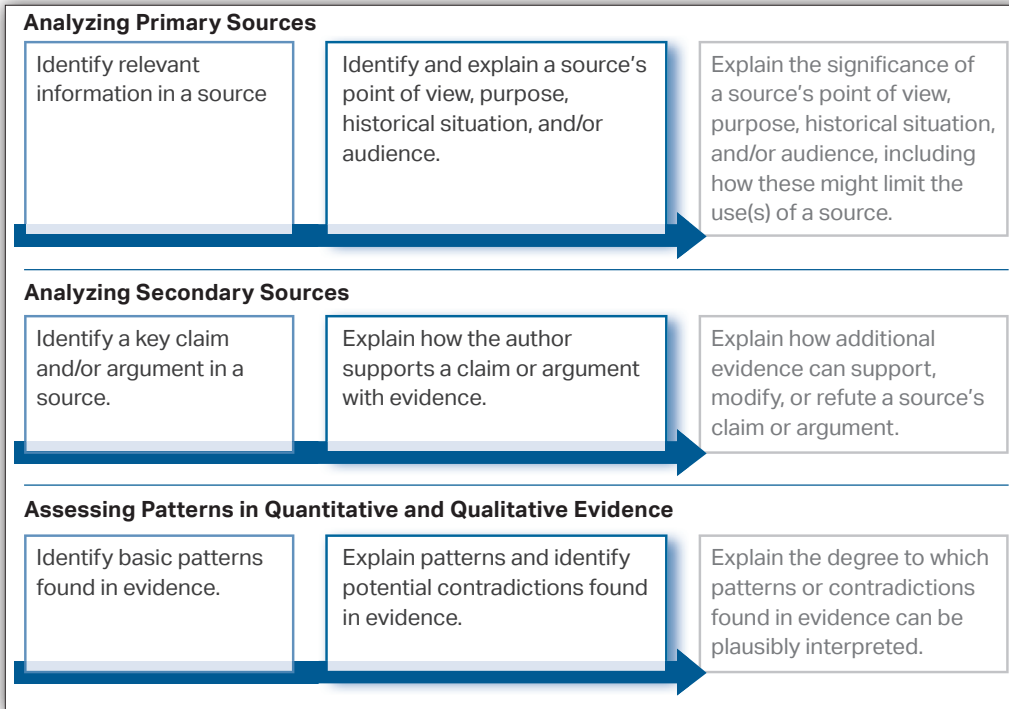 Analyzing Primary Sources
Identify relevant
information in a source
Identify and explain a source's
point of view, purpose,
historical situation, and/or
audience.
Explain the significance of
a source's point of view,
purpose, historical situation,
and/or audience, including
how these might limit the
use(s) of a source.
Analyzing Secondary Sources
Identify a key claim
and/or argument in a
source.
Explain how the author
supports a claim or argument
with evidence.
Explain how additional
evidence can support,
modify, or refute a source's
claim or argument.
Assessing Patterns in Quantitative and Qualitative Evidence
Identify basic patterns
found in evidence.
Explain patterns and identify
potential contradictions found
in evidence.
Explain the degree to which
patterns or contradictions
found in evidence can be
plausibly interpreted.